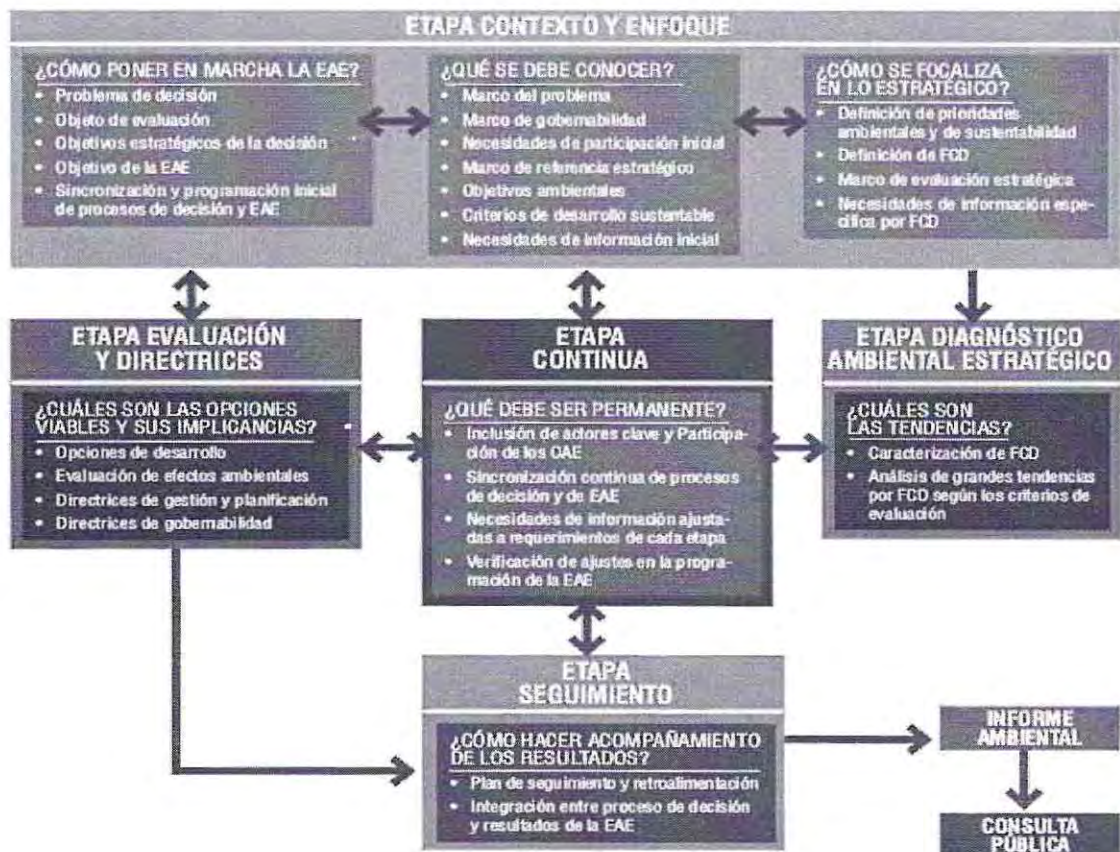 ETAPA CONTEXTO Y ENFOQUE
¿CÓMO PONER EN MARCHA LA EAE?
• Problema de decisión
• Objeto de evaluación
• Objetivos estratégicos de la decisión
• Objetivo de la EAE
• Sincronización y programación inicial
de procesos de decisión y EAE
¿QUÉ SE DEBE CONOCER?
• Marco del problema
• Marco de gobernabilidad
• Necesidades de participación inicial
• Marco de referencia estratégico
• Objetivos ambientales
• Criterios de desarrollo sustentable
• Necesidades de información inicial
¿CÓMO SE FOCALIZA
EN LO ESTRATÉGICO?
• Definición de prioridades
ambientales y de sustentabilidad
• Definición de FCD
• Marco de evaluación estratégica
• Necesidades de información espe-
cífica por FCD
ETAPA EVALUACIÓN
Y DIRECTRICES
¿CUÁLES SON LAS OPCIONES
VIABLES Y SUS IMPLICANCIAS?
• Opciones de desarrollo
• Evaluación de efectos ambientales
• Directrices de gestión y planificación
• Directrices de gobernabilidad
ETAPA
CONTINUA
¿QUÉ DEBE SER PERMANENTE?
• Inclusión de actores clave y Participa-
ción de los OAE
• Sincronización continua de procesos
de decisión y de EAE
• Necesidades de información ajusta-
das a requerimientos de cada etapa
• Verificación de ajustes en la progra-
mación de la EAE
ETAPA DIAGNÓSTICO
AMBIENTAL ESTRATÉGICO
¿CUÁLES SON
LAS TENDENCIAS?
• Caracterización de FCD
• Análisis de grandes tendencias
por FCD según los criterios de
evaluación
ETAPA
SEGUIMIENTO
¿CÓMO HACER ACOMPAÑAMIENTO
DE LOS RESULTADOS?
• Plan de seguimiento y retroalimentación
• Integración entre proceso de decisión
y resultados de la EAE
INFORME
AMBIENTAL
CONSULTA
PÚBLICA